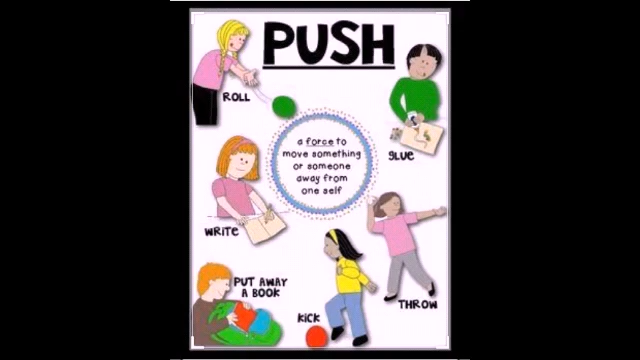 PUSH
ROLL
GLUE
a force to
move something
or someone
away from
one self
WRITE
PUT AWAY
A BOOK
KICK
THROW